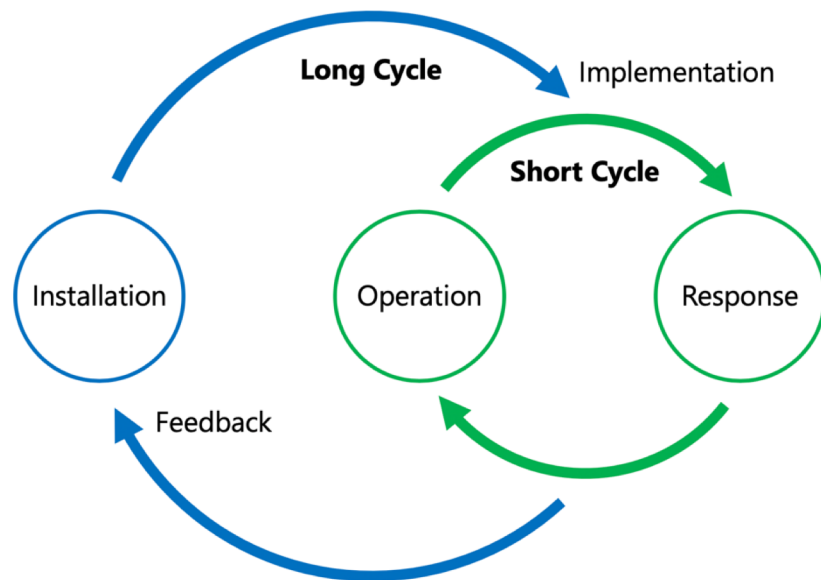 Long Cycle
Implementation
Short Cycle
Installation
Operation
Response
Feedback